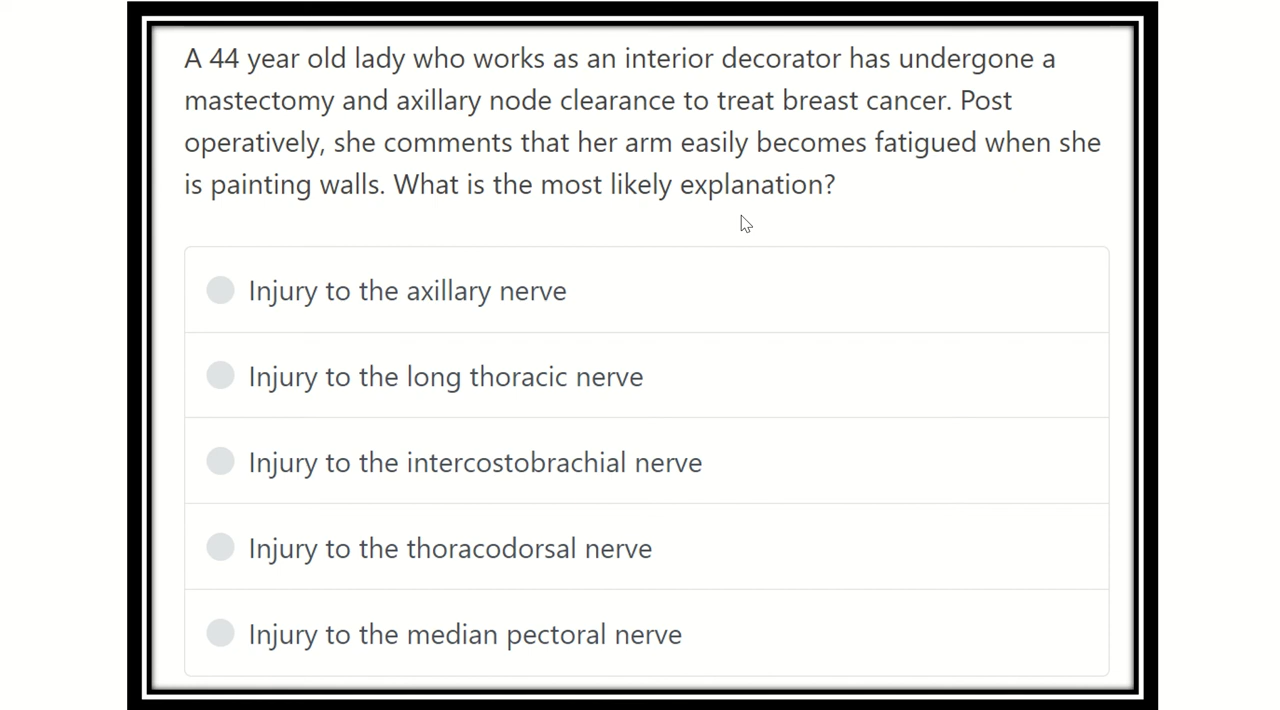 A 44 year old lady who works as an interior decorator has undergone a
mastectomy and axillary node clearance to treat breast cancer. Post
operatively, she comments that her arm easily becomes fatigued when she
is painting walls. What is the most likely explanation?
Injury to the axillary nerve
Injury to the long thoracic nerve
Injury to the intercostobrachial nerve
Injury to the thoracodorsal nerve
Injury to the median pectoral nerve